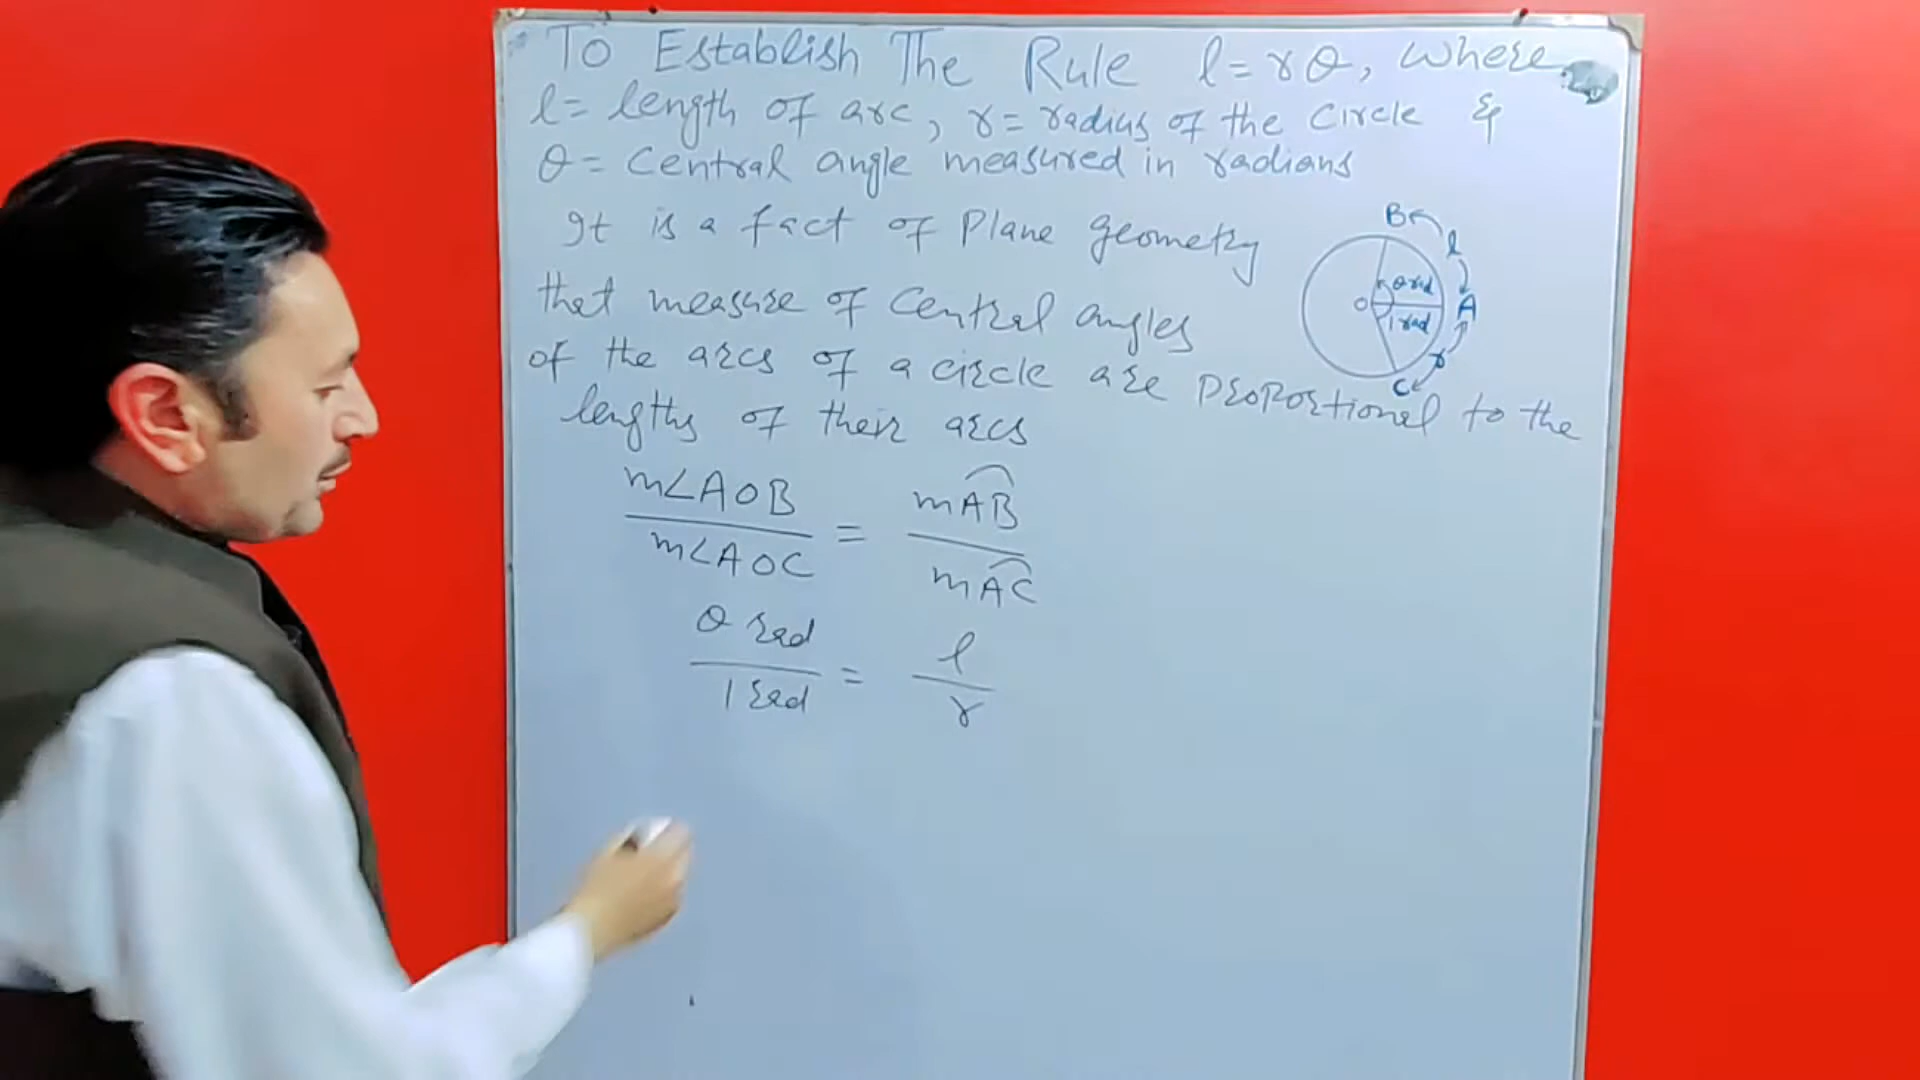 To Establish The Rule l=rθ, where
l= length of arc, r= radius of the circle &
θ= Central angle measured in radians
It is a fact of Plane geometry
that measure of Central angles
of the arcs of a circle are proportional to the
lengths of their arcs
B
l
θ rad
O
A
1 rad
r
C
m∠AOB
m∠AOC
=
mAB
mAC
θ rad
1 rad
=
l
r